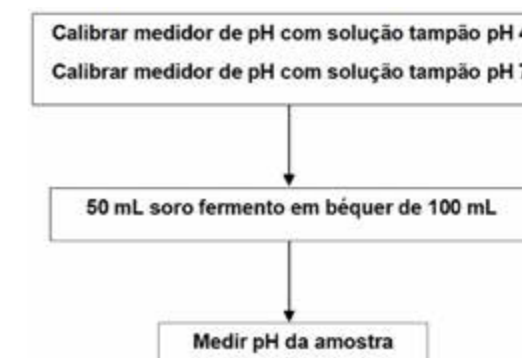 Calibrar medidor de pH com solução tampão pH 4
Calibrar medidor de pH com solução tampão pH
50 mL soro fermento em béquer de 100 mL
Medir pH da amostra